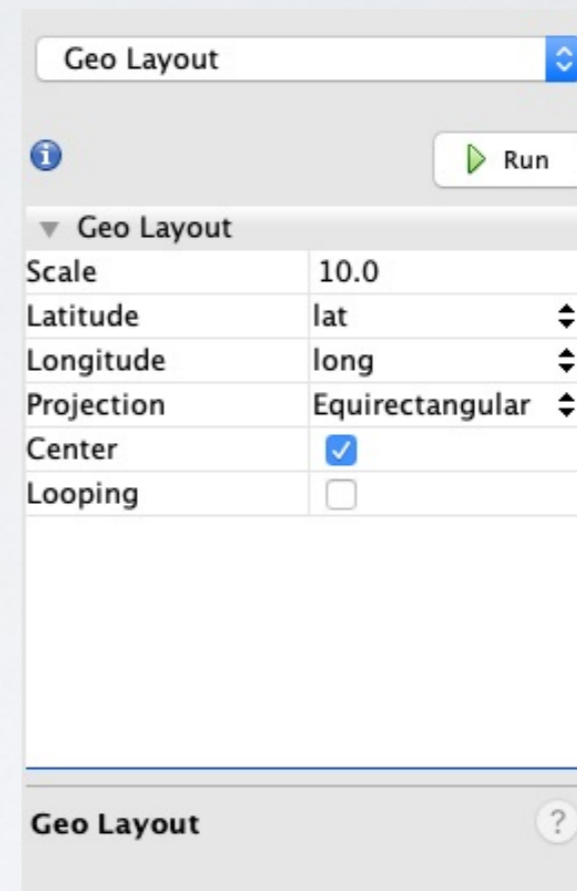 Geo Layout
Run
Geo Layout
Scale 10.0
Latitude lat
Longitude long
Projection Equirectangular
Center
Looping
Geo Layout ?